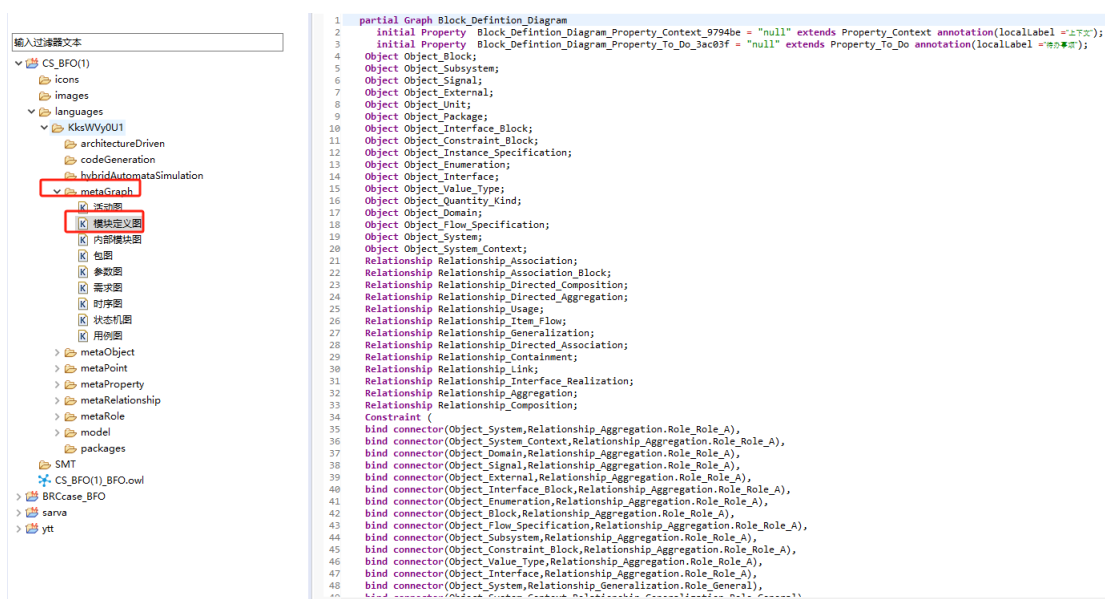 输入过滤器文本
CS_BFO(1)
icons
images
languages
KksWVy0U1
architectureDriven
codeGeneration
hybridAutomataSimulation
metaGraph
活动图
模块定义图
内部模块图
包图
参数图
需求图
时序图
状态机图
用例图
metaObject
metaPoint
metaProperty
metaRelationship
metaRole
model
packages
SMT
CS_BFO(1)_BFO.owl
BRCcase_BFO
sarva
ytt
1 partial Graph Block_Defintion_Diagram
2 initial Property Block_Defintion_Diagram_Property_Context_9794be = "null" extends Property_Context annotation(localLabel ="上下文");
3 initial Property Block_Defintion_Diagram_Property_To_Do_3ac03f = "null" extends Property_To_Do annotation(localLabel ="待办事项");
4 Object Object_Block;
5 Object Object_Subsystem;
6 Object Object_Signal;
7 Object Object_External;
8 Object Object_Unit;
9 Object Object_Package;
10 Object Object_Interface_Block;
11 Object Object_Constraint_Block;
12 Object Object_Instance_Specification;
13 Object Object_Enumeration;
14 Object Object_Interface;
15 Object Object_Value_Type;
16 Object Object_Quantity_Kind;
17 Object Object_Domain;
18 Object Object_Flow_Specification;
19 Object Object_System;
20 Object Object_System_Context;
21 Relationship Relationship_Association;
22 Relationship Relationship_Association_Block;
23 Relationship Relationship_Directed_Composition;
24 Relationship Relationship_Directed_Aggregation;
25 Relationship Relationship_Usage;
26 Relationship Relationship_Item_Flow;
27 Relationship Relationship_Generalization;
28 Relationship Relationship_Directed_Association;
29 Relationship Relationship_Containment;
30 Relationship Relationship_Link;
31 Relationship Relationship_Interface_Realization;
32 Relationship Relationship_Aggregation;
33 Relationship Relationship_Composition;
34 Constraint (
35 bind connector(Object_System,Relationship_Aggregation.Role_Role_A),
36 bind connector(Object_System_Context,Relationship_Aggregation.Role_Role_A),
37 bind connector(Object_Domain,Relationship_Aggregation.Role_Role_A),
38 bind connector(Object_Signal,Relationship_Aggregation.Role_Role_A),
39 bind connector(Object_External,Relationship_Aggregation.Role_Role_A),
40 bind connector(Object_Interface_Block,Relationship_Aggregation.Role_Role_A),
41 bind connector(Object_Enumeration,Relationship_Aggregation.Role_Role_A),
42 bind connector(Object_Block,Relationship_Aggregation.Role_Role_A),
43 bind connector(Object_Flow_Specification,Relationship_Aggregation.Role_Role_A),
44 bind connector(Object_Subsystem,Relationship_Aggregation.Role_Role_A),
45 bind connector(Object_Constraint_Block,Relationship_Aggregation.Role_Role_A),
46 bind connector(Object_Value_Type,Relationship_Aggregation.Role_Role_A),
47 bind connector(Object_Interface,Relationship_Aggregation.Role_Role_A),
48 bind connector(Object_System,Relationship_Generalization.Role_General),